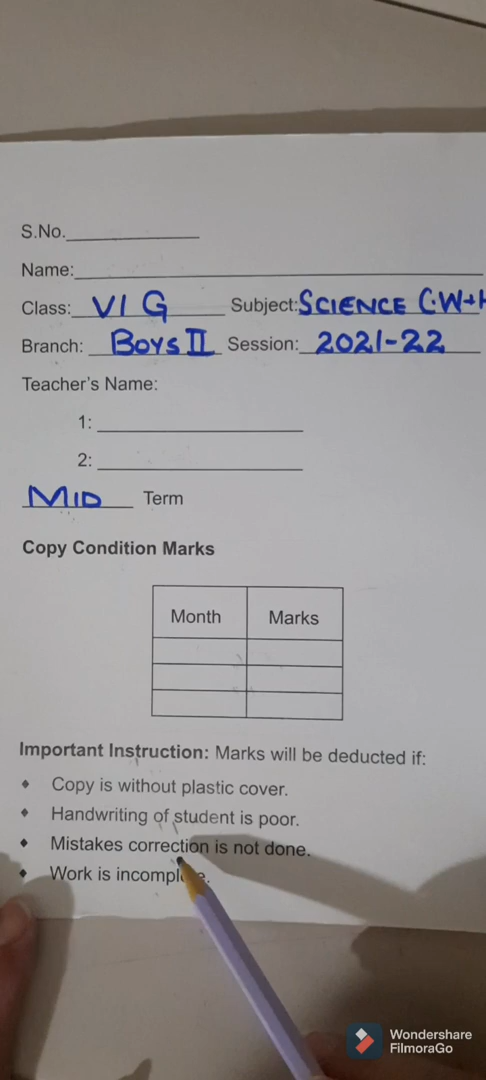 S.No.
Name:
Class: VI G Subject: SCIENCE C.W+H
Branch: BOYS II Session: 2021-22
Teacher's Name:
1:
2:
MID Term
Copy Condition Marks
Month Marks
Important Instruction: Marks will be deducted if:
Copy is without plastic cover.
Handwriting of student is poor.
Mistakes correction is not done.
Work is incomplete.
Wondershare
FilmoraGo